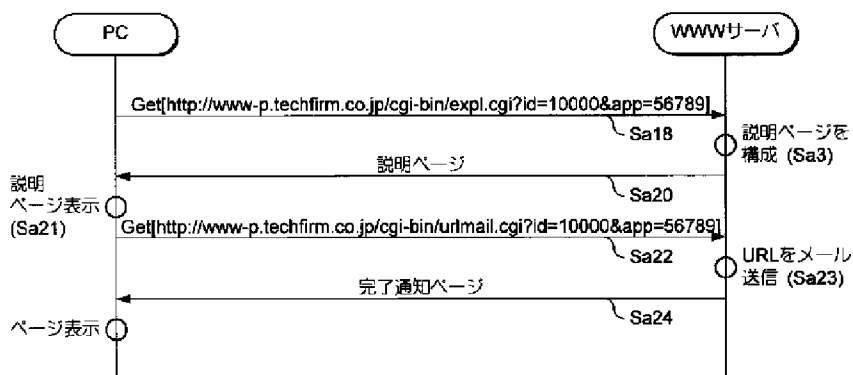 PC
WWWサーバ
Get[http://www-p.techfirm.co.jp/cgi-bin/expl.cgi?id=10000&app=56789]
Sa18
説明ページを
構成 (Sa3)
説明ページ
Sa20
説明
ページ表示
(Sa21)
Get[http://www-p.techfirm.co.jp/cgi-bin/urlmail.cgi?id=10000&app=56789]
Sa22
URLをメール
送信 (Sa23)
完了通知ページ
Sa24
ページ表示